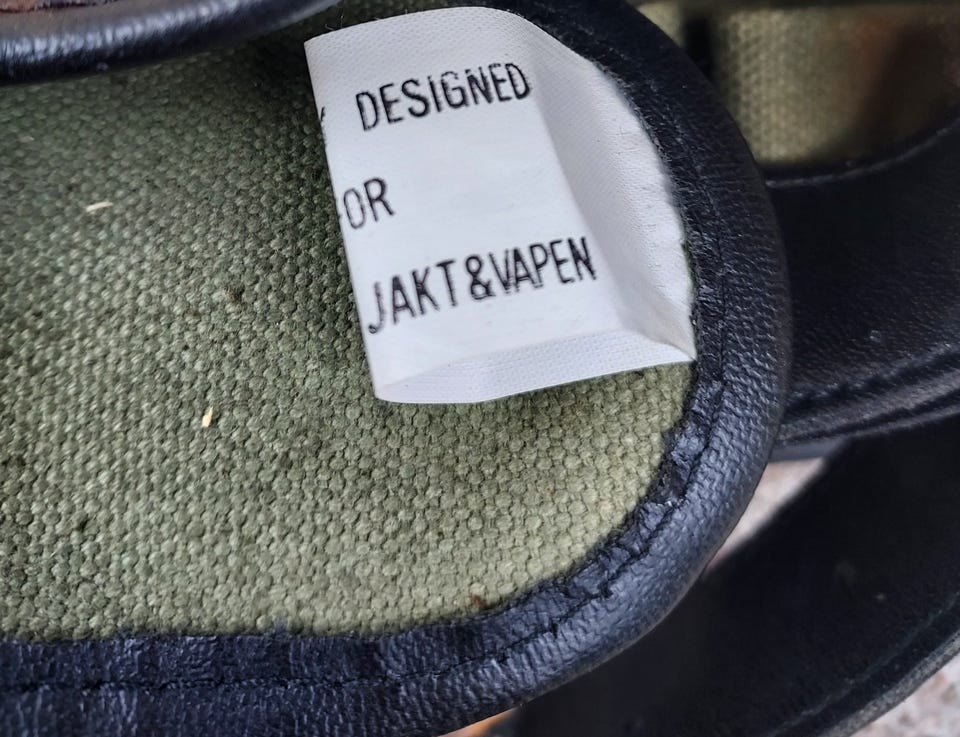 DESIGNED
OR
JAKT&VAPEN